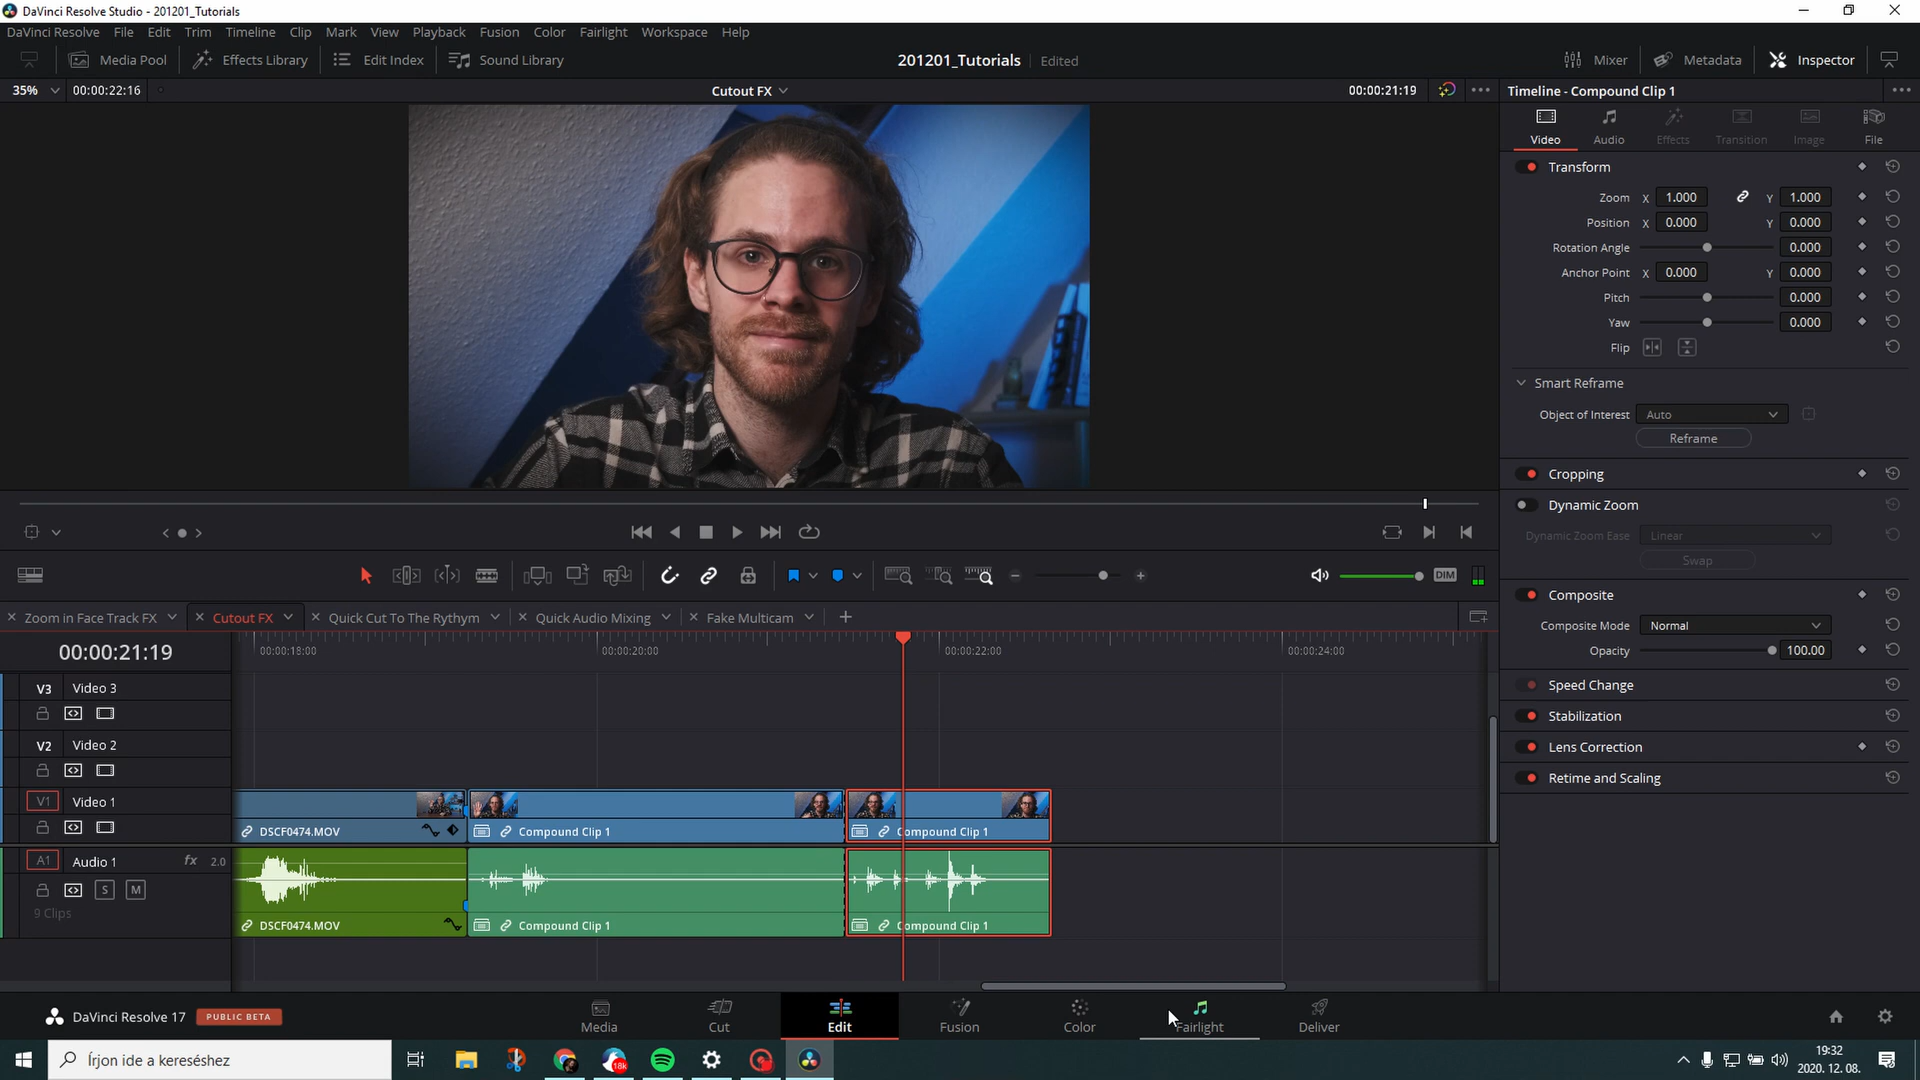 DaVinci Resolve Studio - 201201_Tutorials
DaVinci Resolve File Edit Trim Timeline Clip Mark View Playback Fusion Color Fairlight Workspace Help
Media Pool Effects Library Edit Index Sound Library 201201_Tutorials Edited Mixer Metadata Inspector
35% 00:00:22:16 Cutout FX 00:00:21:19 Timeline - Compound Clip 1
Video Audio Effects Transition Image File
Transform
Zoom X 1.000 Y 1.000
Position X 0.000 Y 0.000
Rotation Angle 0.000
Anchor Point X 0.000 Y 0.000
Pitch 0.000
Yaw 0.000
Flip
Smart Reframe
Object of Interest Auto
Reframe
Cropping
Dynamic Zoom
Dynamic Zoom Ease Linear
Swap
Composite
Composite Mode Normal
Opacity 100.00
Speed Change
Stabilization
Lens Correction
Retime and Scaling
DIM
Zoom in Face Track FX Cutout FX Quick Cut To The Rythym Quick Audio Mixing Fake Multicam
00:00:21:19 00:00:18:00 00:00:20:00 00:00:22:00 00:00:24:00
V3 Video 3
V2 Video 2
V1 Video 1
DSCF0474.MOV Compound Clip 1 Compound Clip 1
A1 Audio 1 fx 2.0
S M
9 Clips
DSCF0474.MOV Compound Clip 1 Compound Clip 1
DaVinci Resolve 17 PUBLIC BETA Media Cut Edit Fusion Color Fairlight Deliver
Írjon ide a kereséshez 18k 19:32
2020. 12. 08.